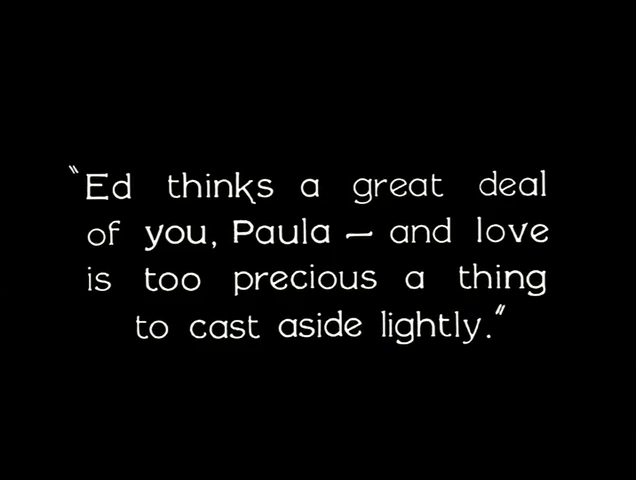 "Ed thinks a great deal
of you, Paula — and love
is too precious a thing
to cast aside lightly."